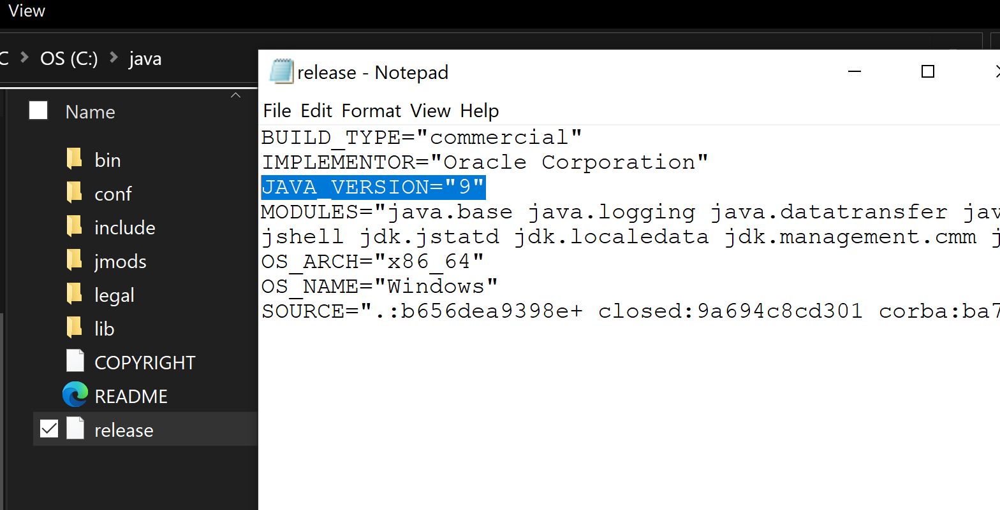 View
C OS (C:) java
Name
bin
conf
include
jmods
legal
lib
COPYRIGHT
README
release
release - Notepad
File Edit Format View Help
BUILD_TYPE="commercial"
IMPLEMENTOR="Oracle Corporation"
JAVA_VERSION="9"
MODULES="java.base java.logging java.datatransfer jav
jshell jdk.jstatd jdk.localedata jdk.management.cmm j
OS_ARCH="x86_64"
OS_NAME="Windows"
SOURCE=".:b656dea9398e+ closed:9a694c8cd301 corba:ba7